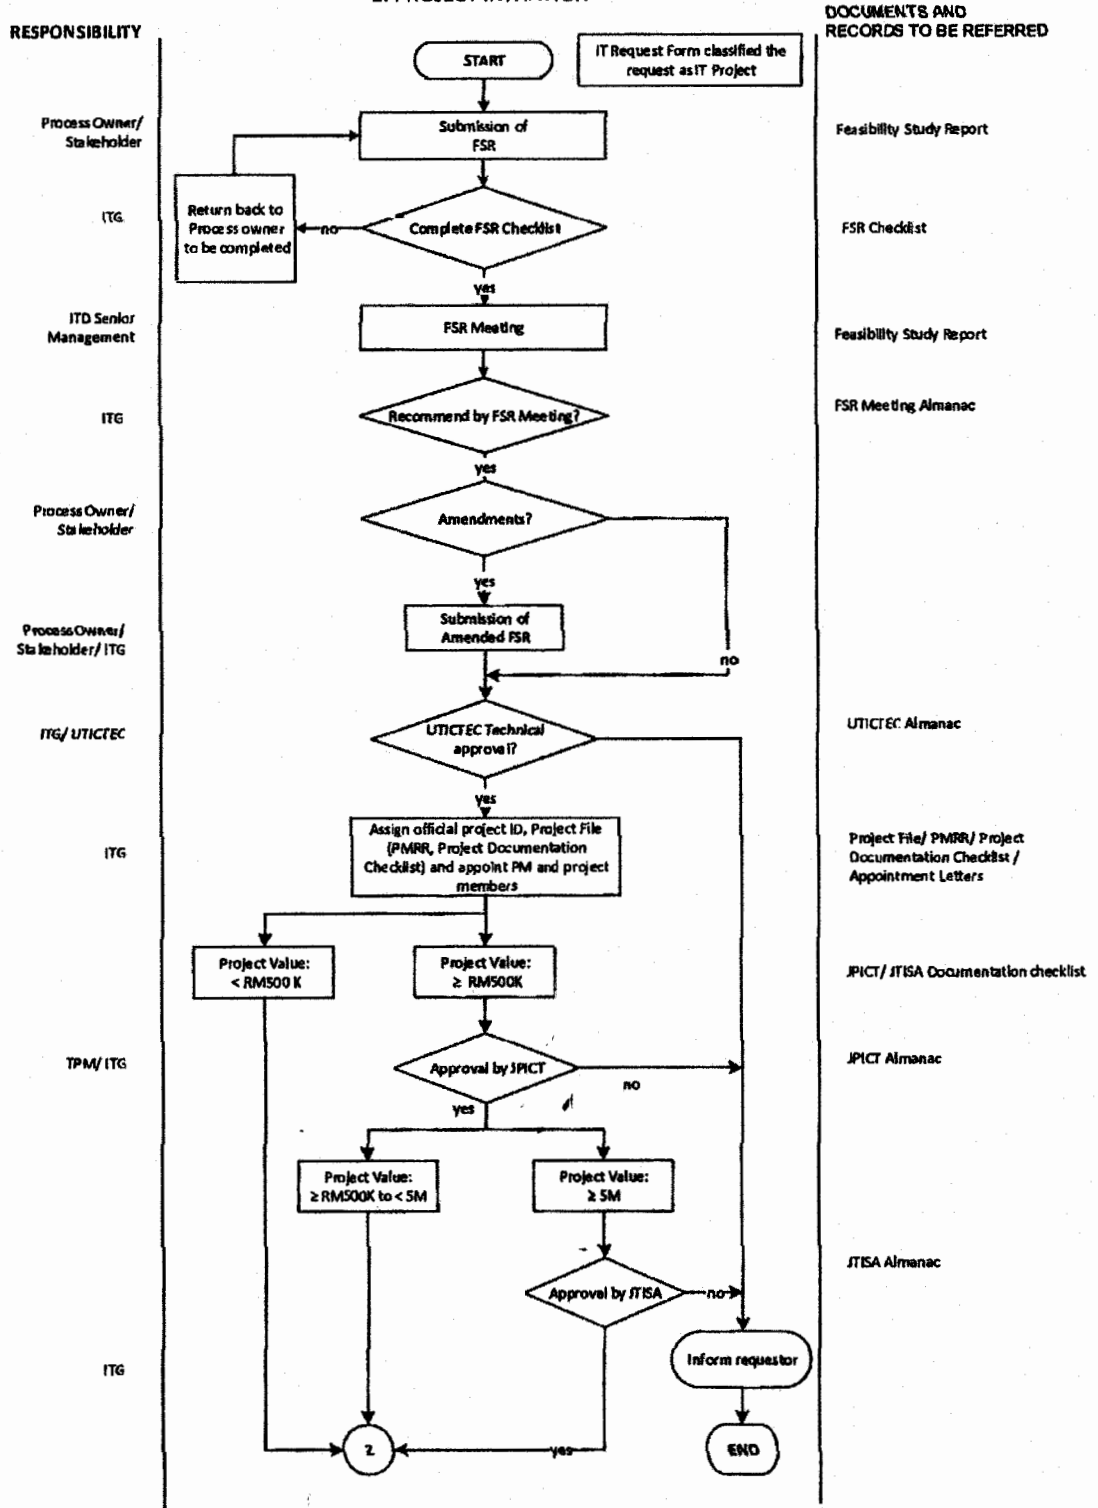 RESPONSIBILITY
DOCUMENTS AND
RECORDS TO BE REFERRED
START
IT Request Form classified the
request as IT Project
Process Owner/
Stakeholder
Submission of
FSR
Feasibility Study Report
ITG
Return back to
Process owner
to be completed
no
Complete FSR Checklist
FSR Checklist
yes
ITD Senior
Management
FSR Meeting
Feasibility Study Report
ITG
Recommend by FSR Meeting?
FSR Meeting Almanac
yes
Process Owner/
Stakeholder
Amendments?
yes
Process Owner/
Stakeholder/ ITG
Submission of
Amended FSR
no
ITG/ UTICTEC
UTICTEC Technical
approval?
UTICTEC Almanac
yes
ITG
Assign official project ID, Project File
(PMRR, Project Documentation
Checklist) and appoint PM and project
members
Project File/ PMRR/ Project
Documentation Checklist /
Appointment Letters
Project Value:
< RM500 K
Project Value:
≥ RM500K
JPICT/ JTISA Documentation checklist
TPM/ ITG
Approval by JPICT
no
JPICT Almanac
yes
Project Value:
≥ RM500K to < 5M
Project Value:
≥ 5M
JTISA Almanac
Approval by JTISA
no
ITG
Inform requestor
2
yes
END